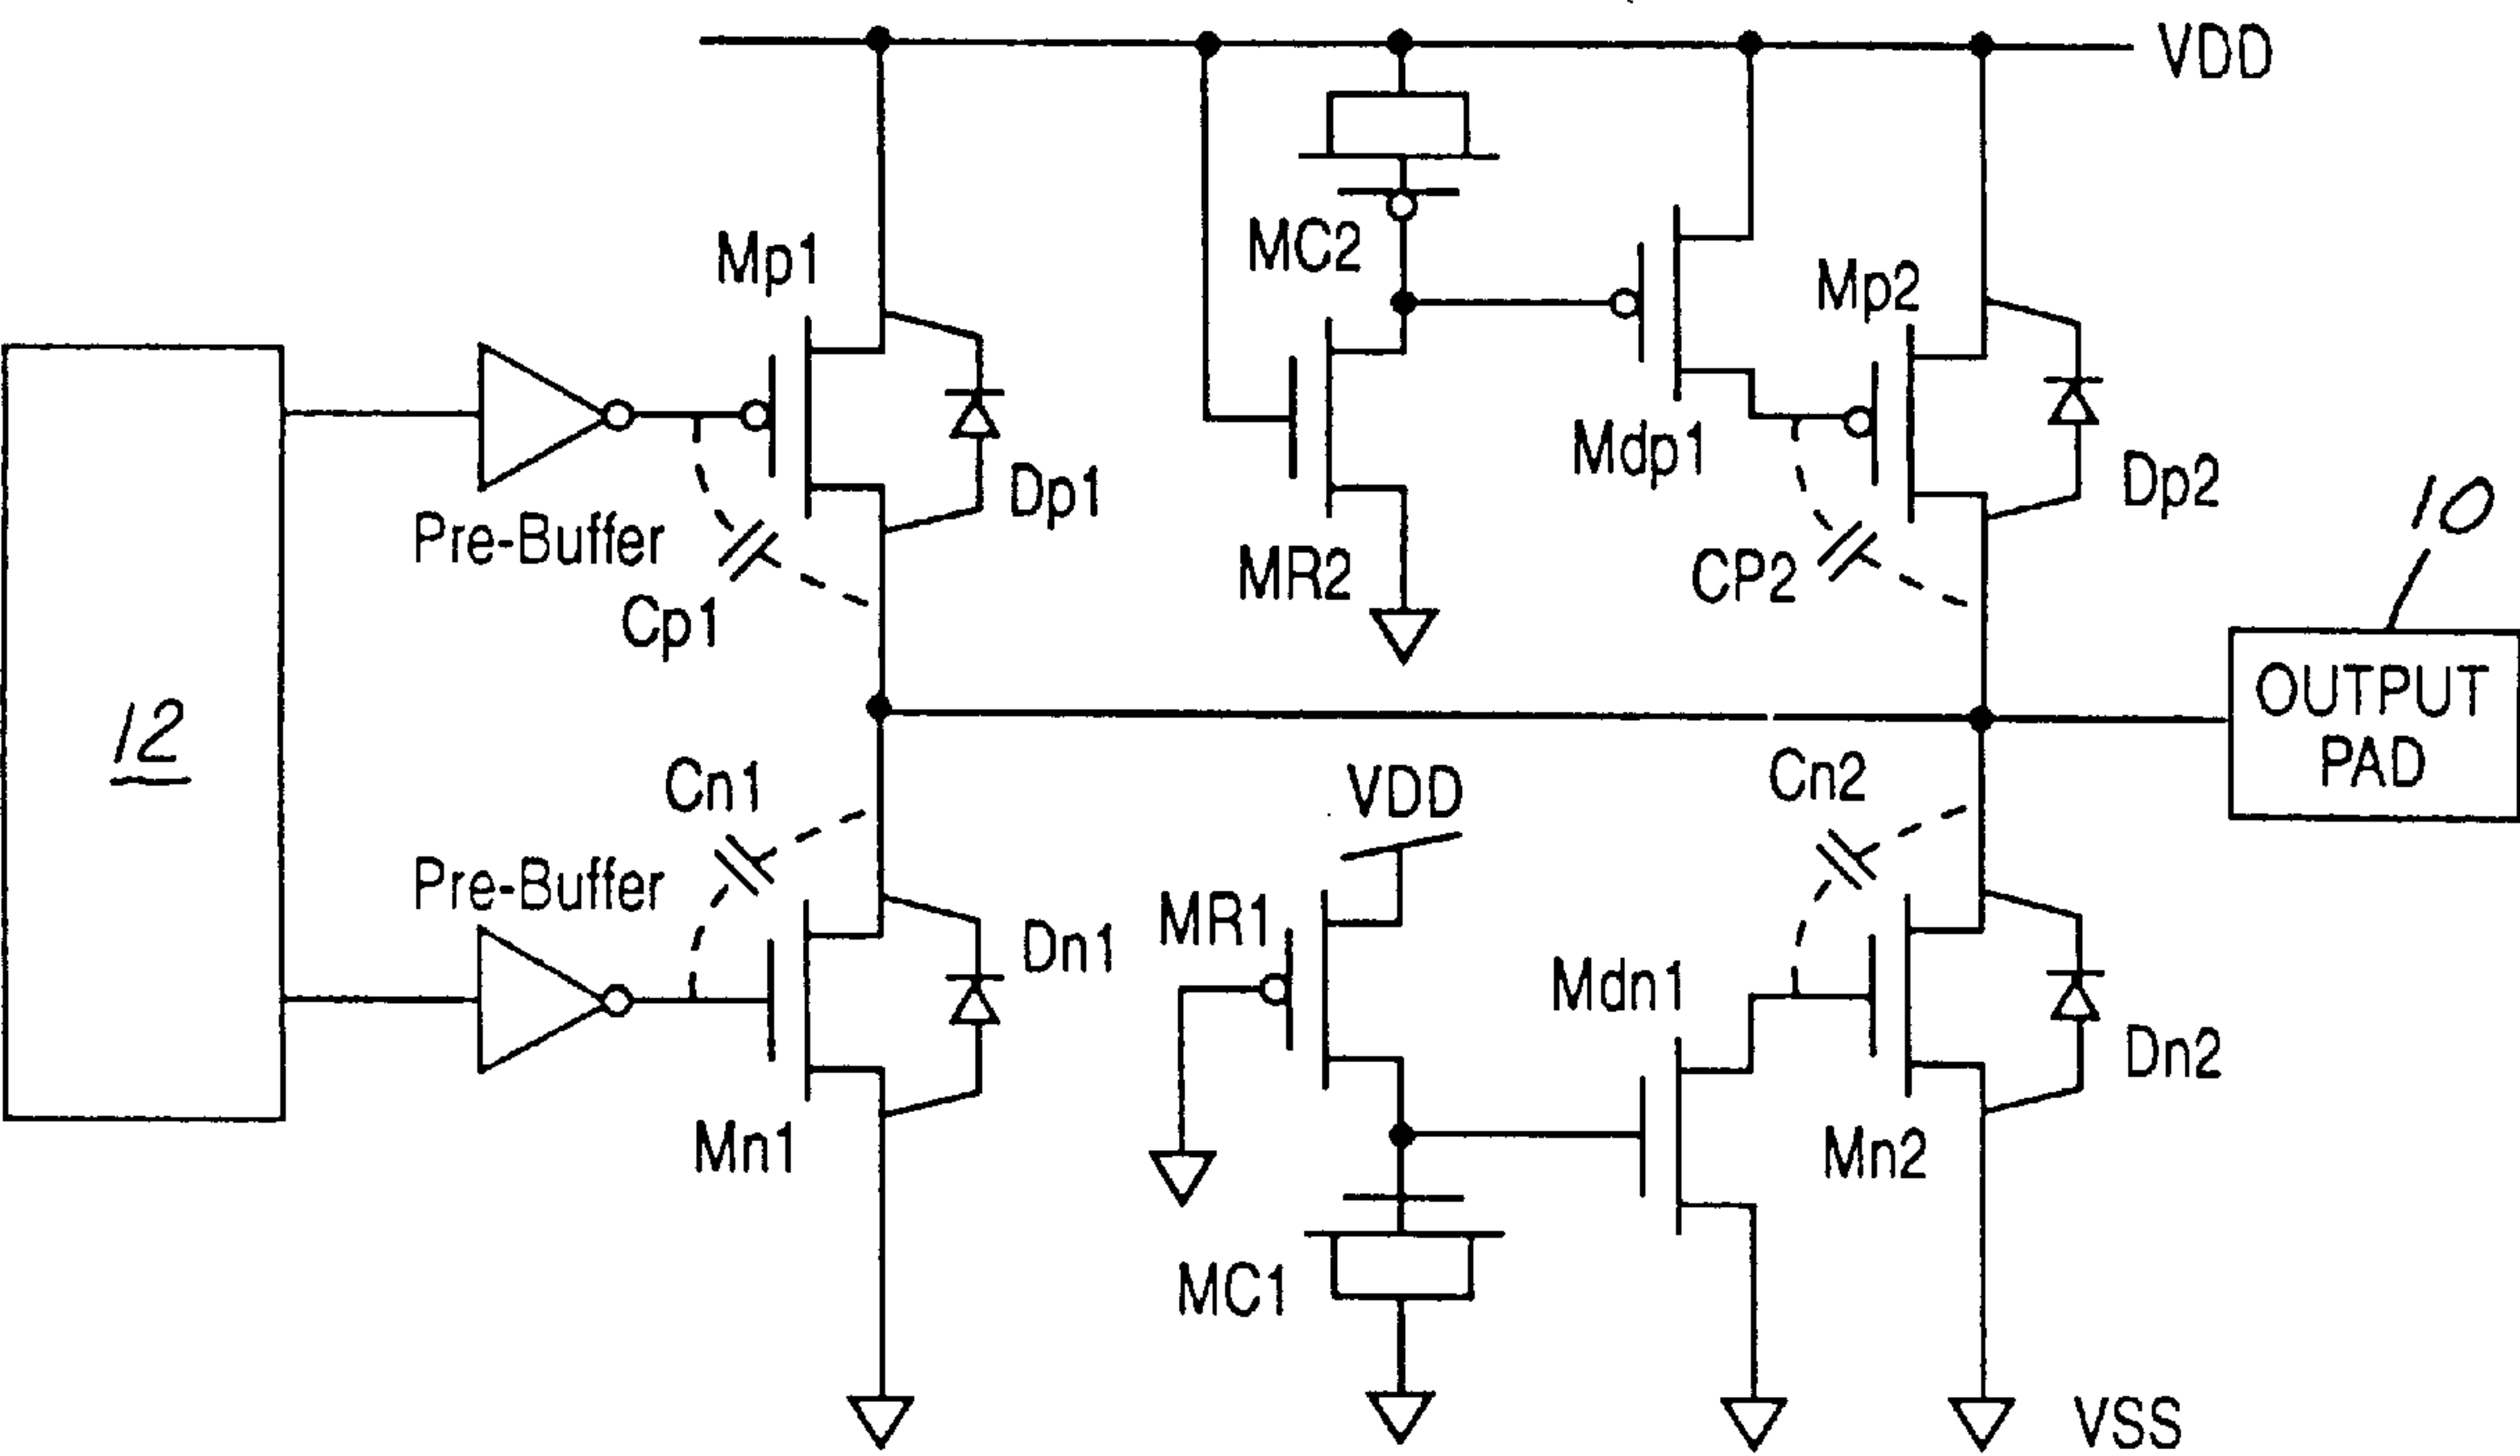 VDD
Mp1
MC2
Mp2
Mdp1
Dp1
Dp2
10
Pre-Buffer
MR2
CP2
Cp1
OUTPUT
PAD
12
Cn1
VDD
Cn2
Pre-Buffer
MR1
Dn1
Mdn1
Dn2
Mn1
Mn2
MC1
VSS